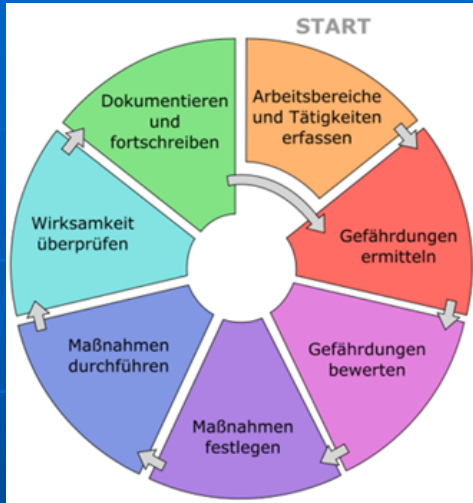 START
Arbeitsbereiche
und Tätigkeiten
erfassen
Gefährdungen
ermitteln
Gefährdungen
bewerten
Maßnahmen
festlegen
Maßnahmen
durchführen
Wirksamkeit
überprüfen
Dokumentieren
und
fortschreiben